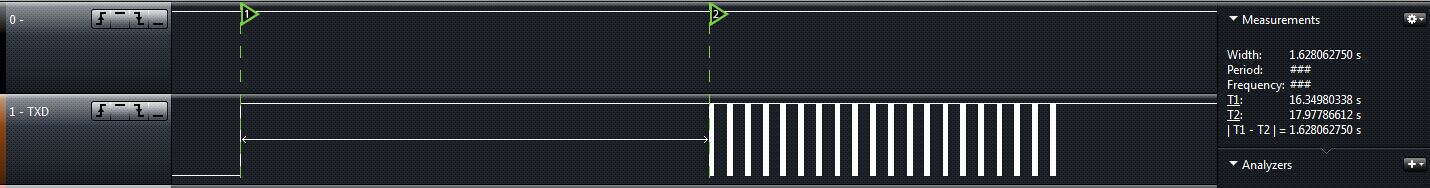 0 -
1
2
1 - TXD
Measurements
Width: 1.628062750 s
Period: ###
Frequency: ###
T1: 16.34980338 s
T2: 17.97786612 s
| T1 - T2 | = 1.628062750 s
Analyzers